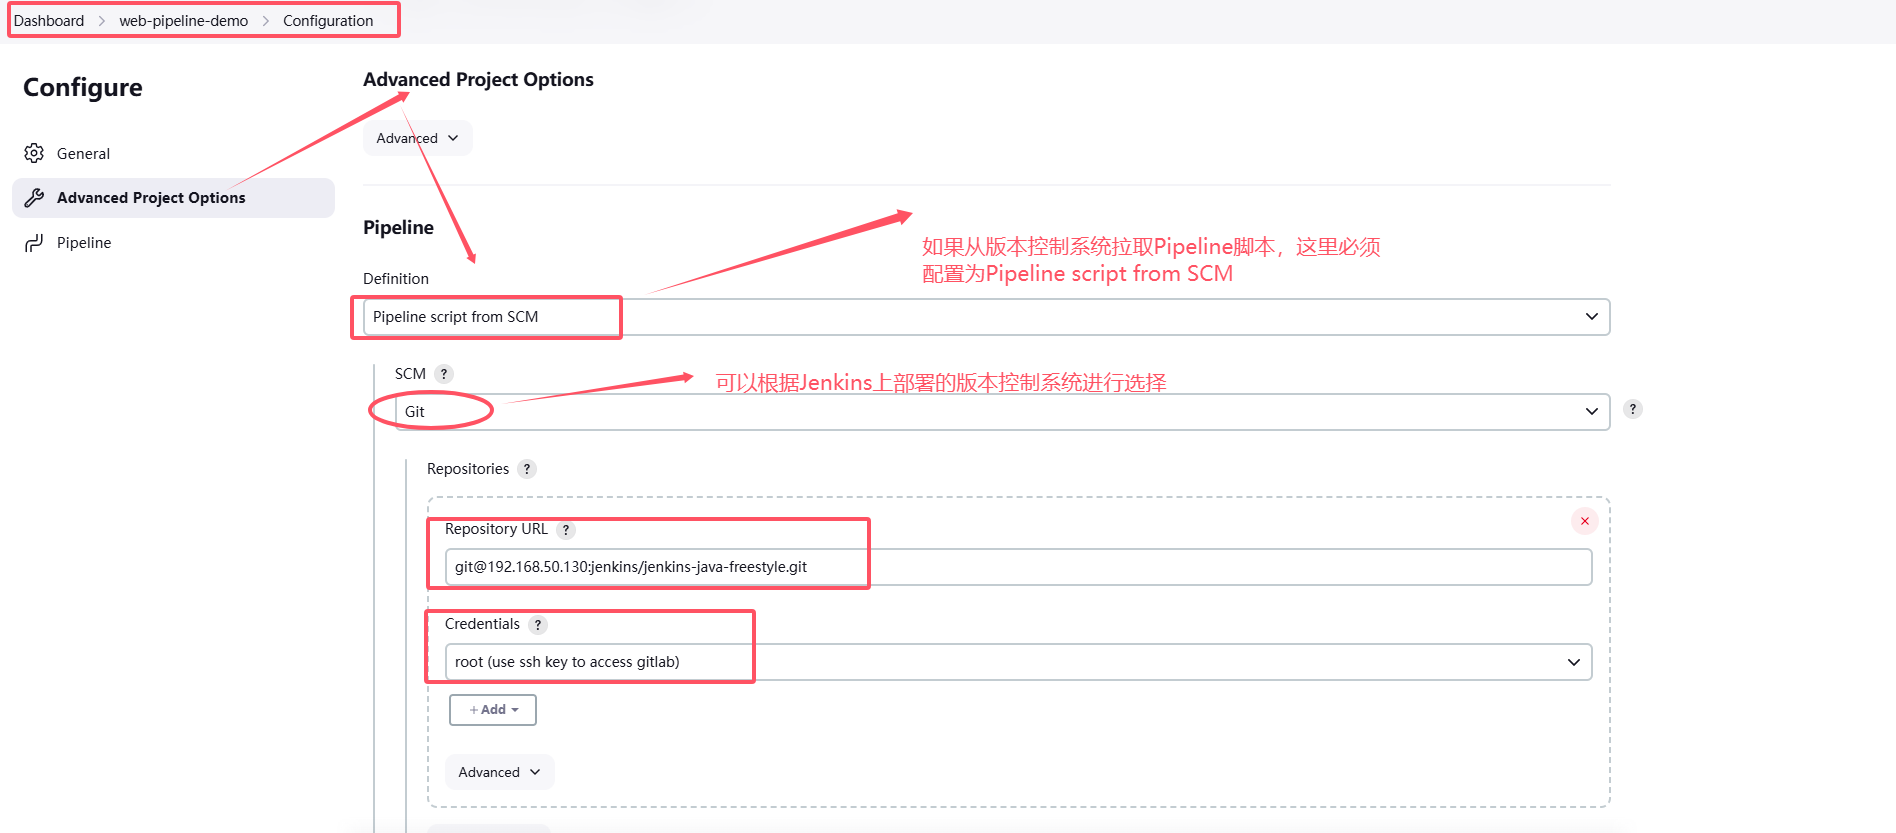 Dashboard > web-pipeline-demo > Configuration
Configure
General
Advanced Project Options
Pipeline
Advanced Project Options
Advanced
Pipeline
如果从版本控制系统拉取Pipeline脚本，这里必须
配置为Pipeline script from SCM
Definition
Pipeline script from SCM
SCM ?
可以根据Jenkins上部署的版本控制系统进行选择
Git
?
Repositories ?
Repository URL ?
git@192.168.50.130:jenkins/jenkins-java-freestyle.git
Credentials ?
root (use ssh key to access gitlab)
+ Add
Advanced